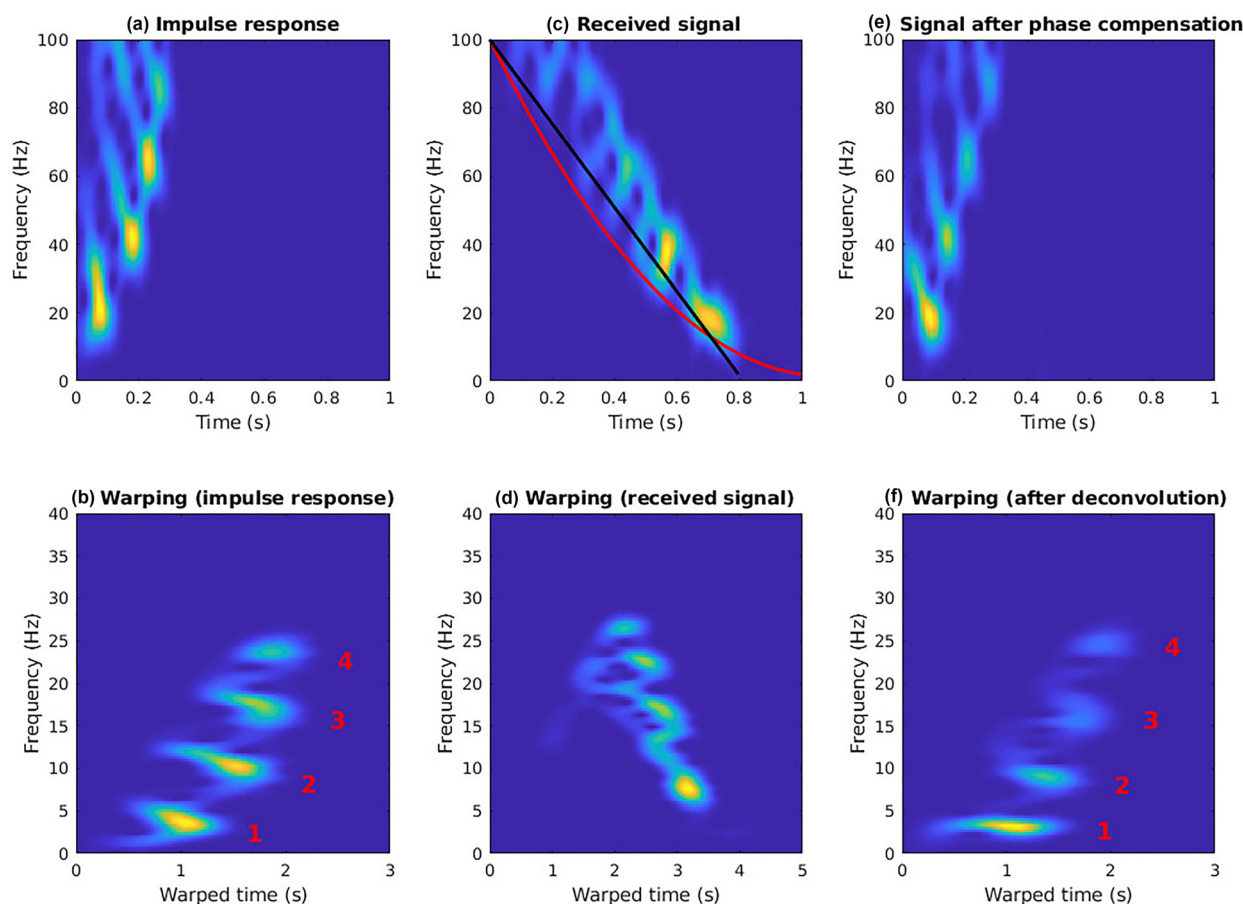 (a) Impulse response
100
80
60
40
20
0
Frequency (Hz)
0 0.2 0.4 0.6 0.8 1
Time (s)
(c) Received signal
100
80
60
40
20
0
Frequency (Hz)
0 0.2 0.4 0.6 0.8 1
Time (s)
(e) Signal after phase compensation
100
80
60
40
20
0
Frequency (Hz)
0 0.2 0.4 0.6 0.8 1
Time (s)
(b) Warping (impulse response)
40
35
30
25
20
15
10
5
0
Frequency (Hz)
4
3
2
1
0 1 2 3
Warped time (s)
(d) Warping (received signal)
40
35
30
25
20
15
10
5
0
Frequency (Hz)
0 1 2 3 4 5
Warped time (s)
(f) Warping (after deconvolution)
40
35
30
25
20
15
10
5
0
Frequency (Hz)
4
3
2
1
0 1 2 3
Warped time (s)